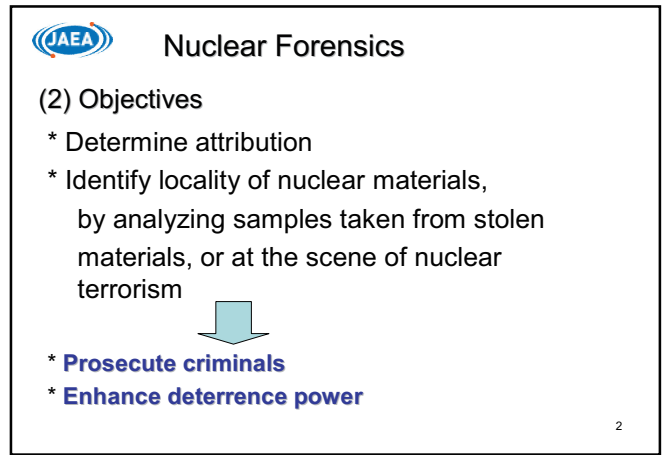 JAEA
Nuclear Forensics
(2) Objectives
* Determine attribution
* Identify locality of nuclear materials,
by analyzing samples taken from stolen
materials, or at the scene of nuclear
terrorism
* Prosecute criminals
* Enhance deterrence power
2